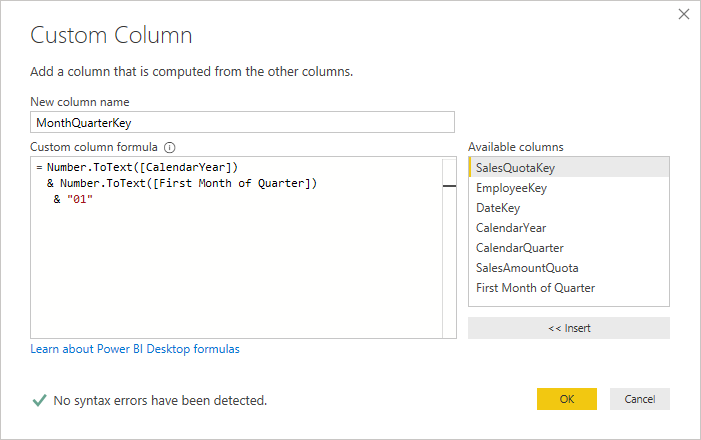 Custom Column
Add a column that is computed from the other columns.
New column name
MonthQuarterKey
Custom column formula
= Number.ToText([CalendarYear])
& Number.ToText([First Month of Quarter])
& "01"
Available columns
SalesQuotaKey
EmployeeKey
DateKey
CalendarYear
CalendarQuarter
SalesAmountQuota
First Month of Quarter
<< Insert
Learn about Power BI Desktop formulas
No syntax errors have been detected.
OK
Cancel